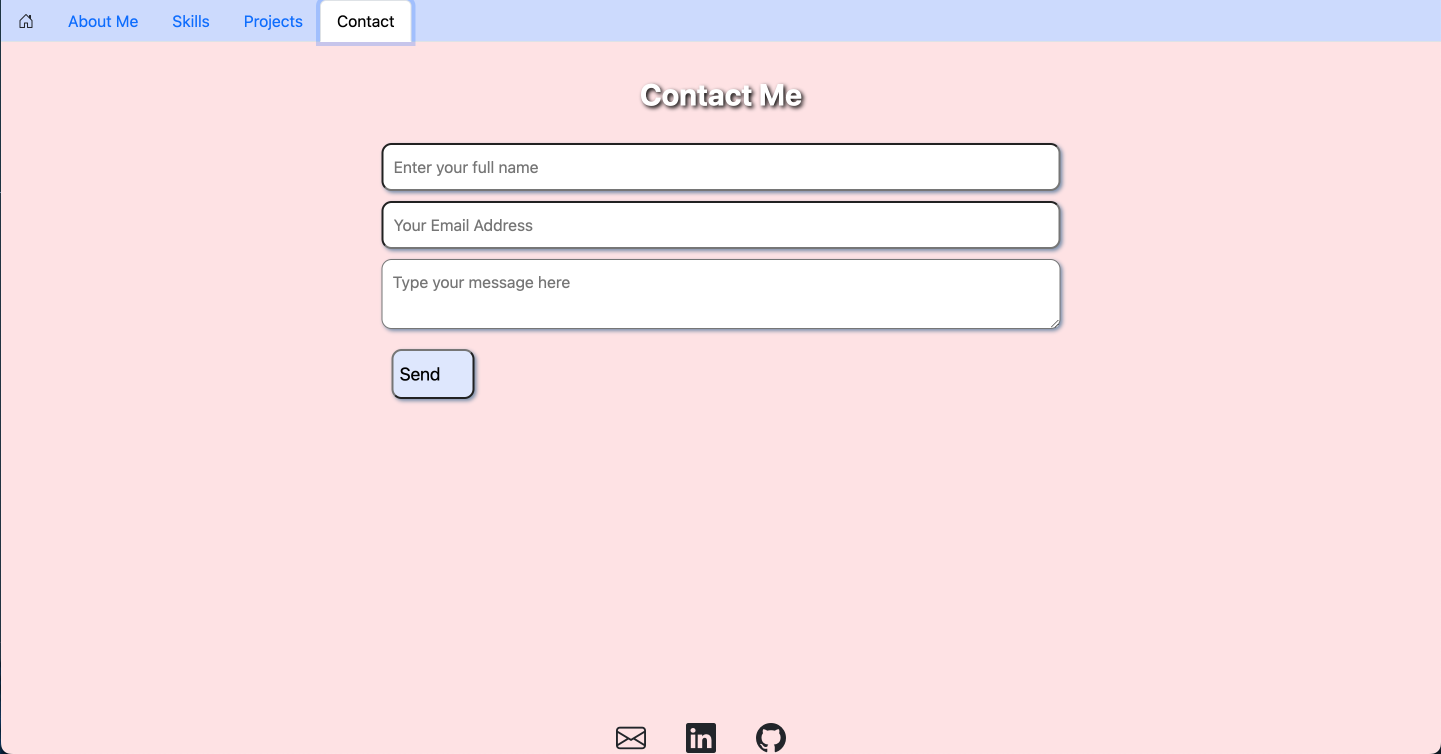 About Me Skills Projects Contact
Contact Me
Enter your full name
Your Email Address
Type your message here
Send
in